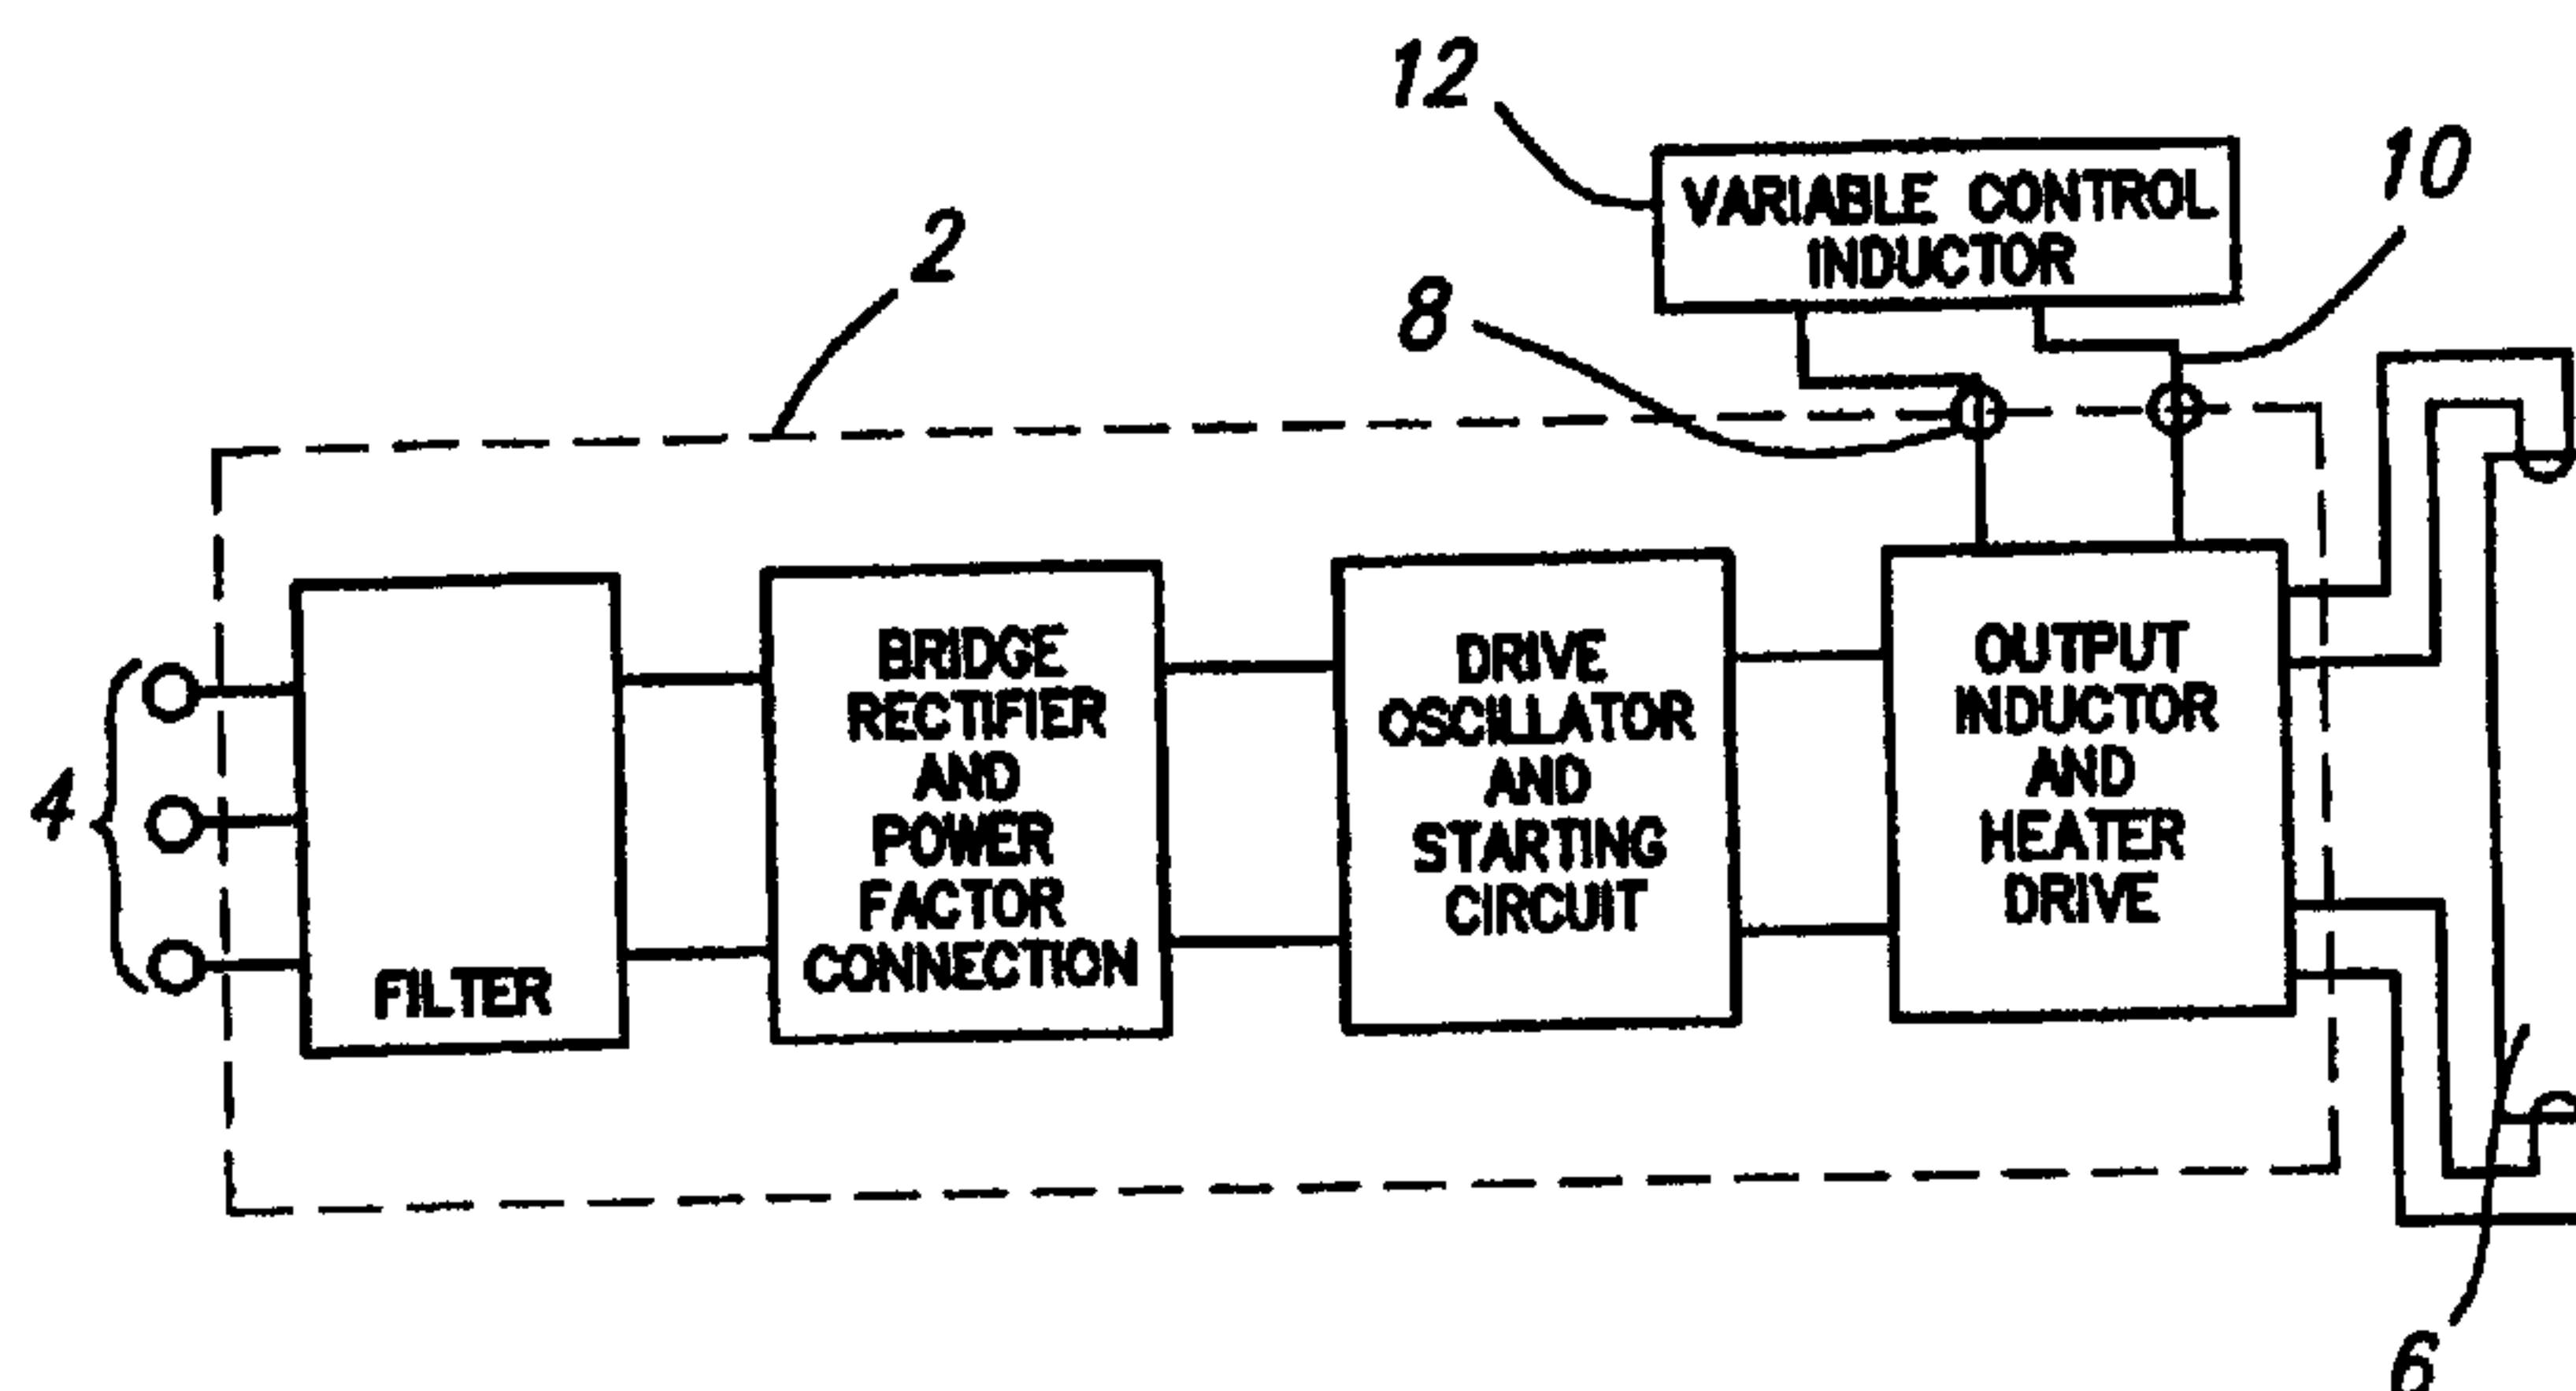 12
VARIABLE CONTROL
INDUCTOR
10
2
8
4
FILTER
BRIDGE
RECTIFIER
AND
POWER
FACTOR
CONNECTION
DRIVE
OSCILLATOR
AND
STARTING
CIRCUIT
OUTPUT
INDUCTOR
AND
HEATER
DRIVE
6